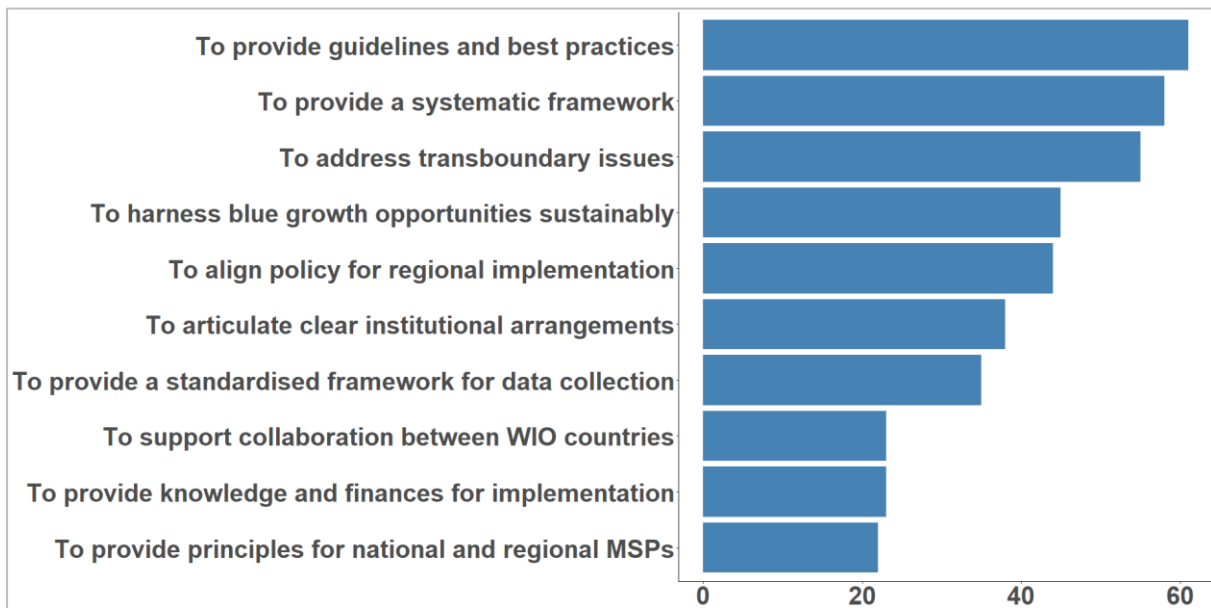 To provide guidelines and best practices
To provide a systematic framework
To address transboundary issues
To harness blue growth opportunities sustainably
To align policy for regional implementation
To articulate clear institutional arrangements
To provide a standardised framework for data collection
To support collaboration between WIO countries
To provide knowledge and finances for implementation
To provide principles for national and regional MSPs
0 20 40 60